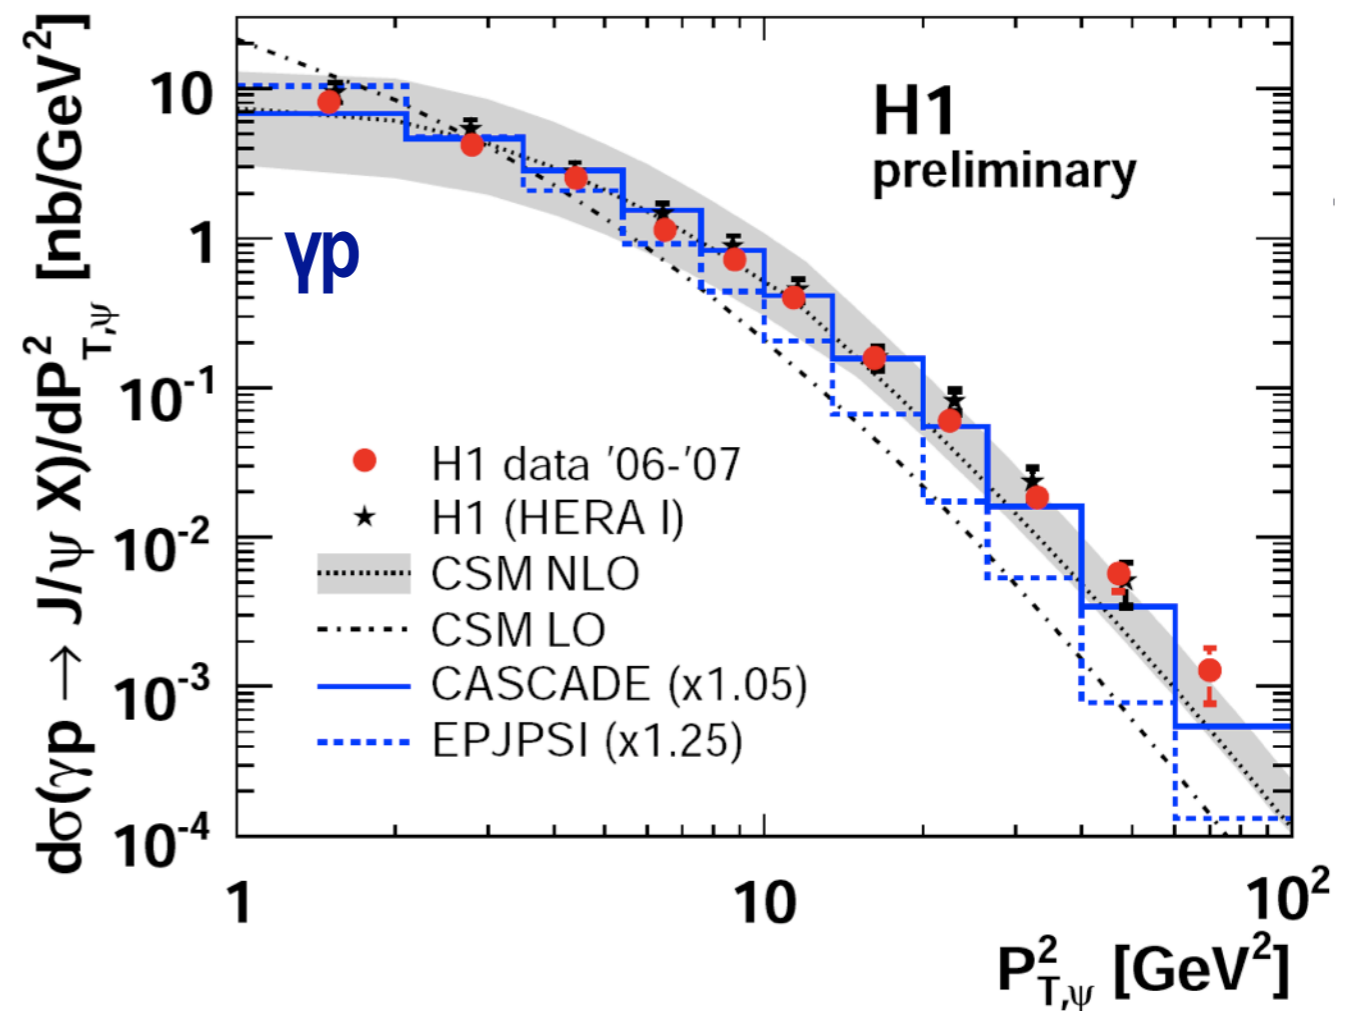 dσ(γp → J/ψ X)/dP²T,ψ [nb/GeV²]
10
1
10⁻¹
10⁻²
10⁻³
10⁻⁴
H1
preliminary
γp
H1 data '06-'07
H1 (HERA I)
CSM NLO
CSM LO
CASCADE (x1.05)
EPJPSI (x1.25)
1 10 10²
P²T,ψ [GeV²]